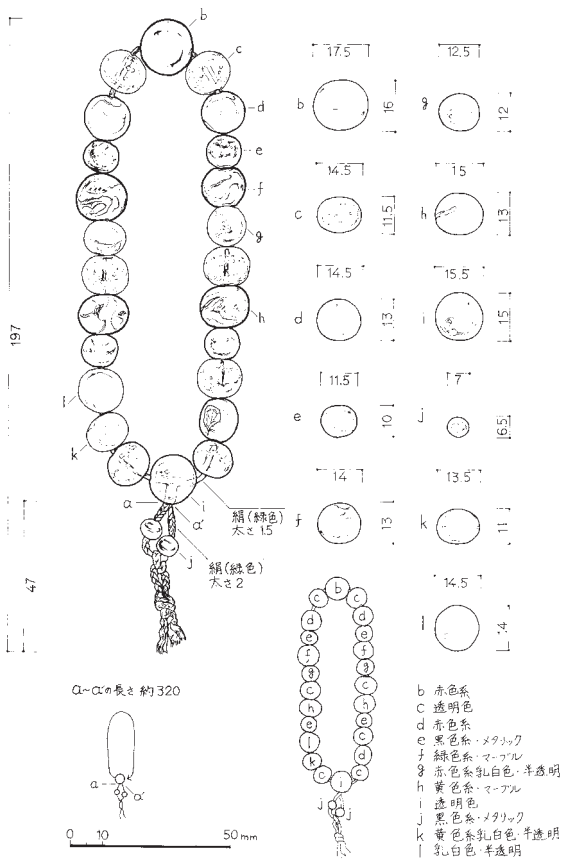 b
c
d
e
f
g
h
l
k
a
a'
i
j
絹(緑色)
太さ1.5
絹(緑色)
太さ2
197
47
17.5
b
16
14.5
c
11.5
14.5
d
13
11.5
e
10
14
f
13
12.5
g
12
15
h
13
15.5
i
15
7
j
6.5
13.5
k
11
14.5
l
14
a~a'の長さ 約320
a
a'
0 10 50 mm
b
c c
d d
e e
f f
g g
c c
h h
e e
l c
k d
c c
i
j j
b 赤色系
c 透明色
d 赤色系
e 黒色系・メタリック
f 緑色系・マーブル
g 赤色系乳白色・半透明
h 黄色系・マーブル
i 透明色
j 黒色系・メタリック
k 黄色系乳白色・半透明
l 乳白色・半透明